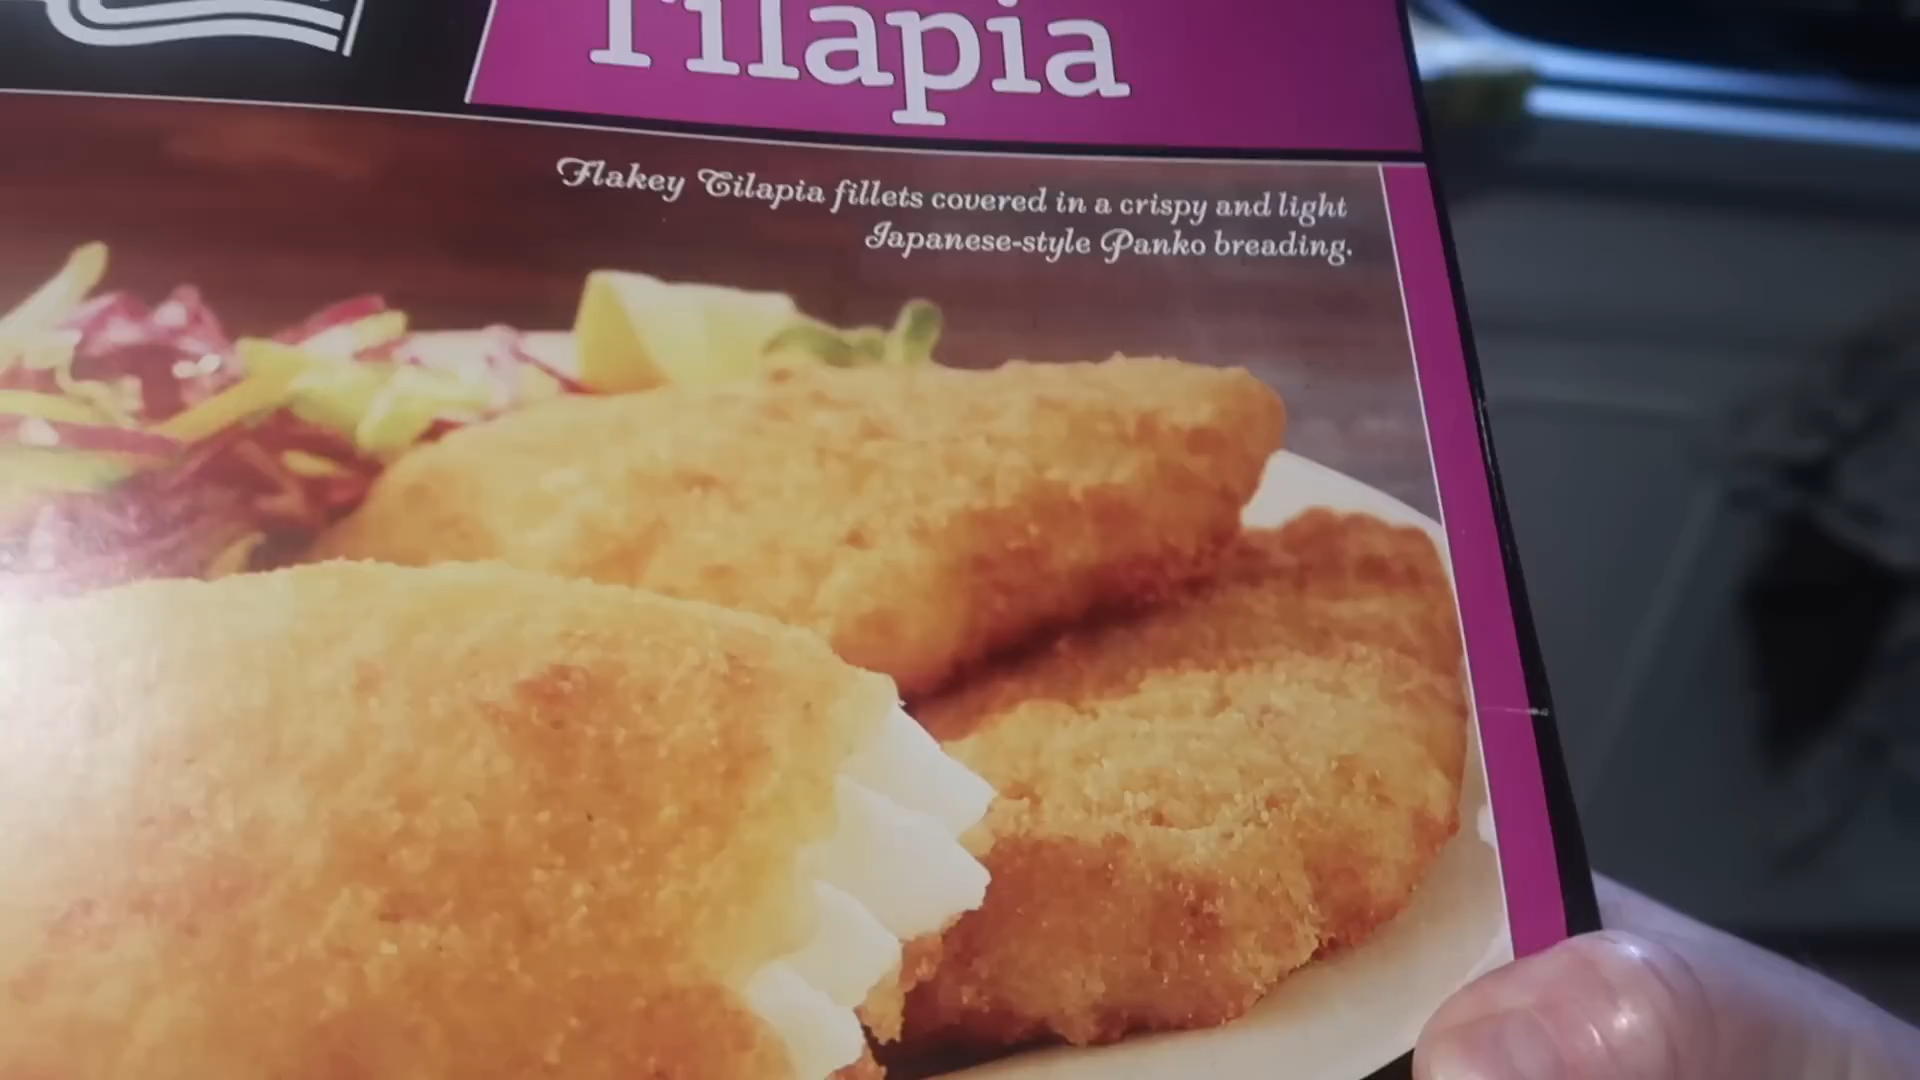 Tilapia
Flakey Tilapia fillets covered in a crispy and light
Japanese-style Panko breading.